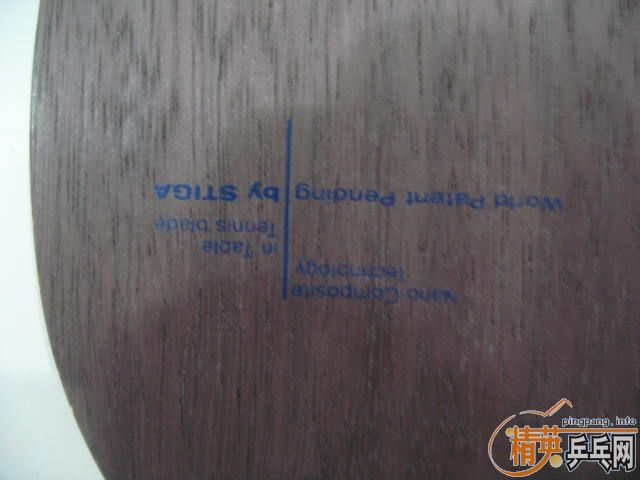 Nano Composite
Technology
in Table
Tennis blade
World Patent Pending by STIGA
pingpang.info
精英乒乓网